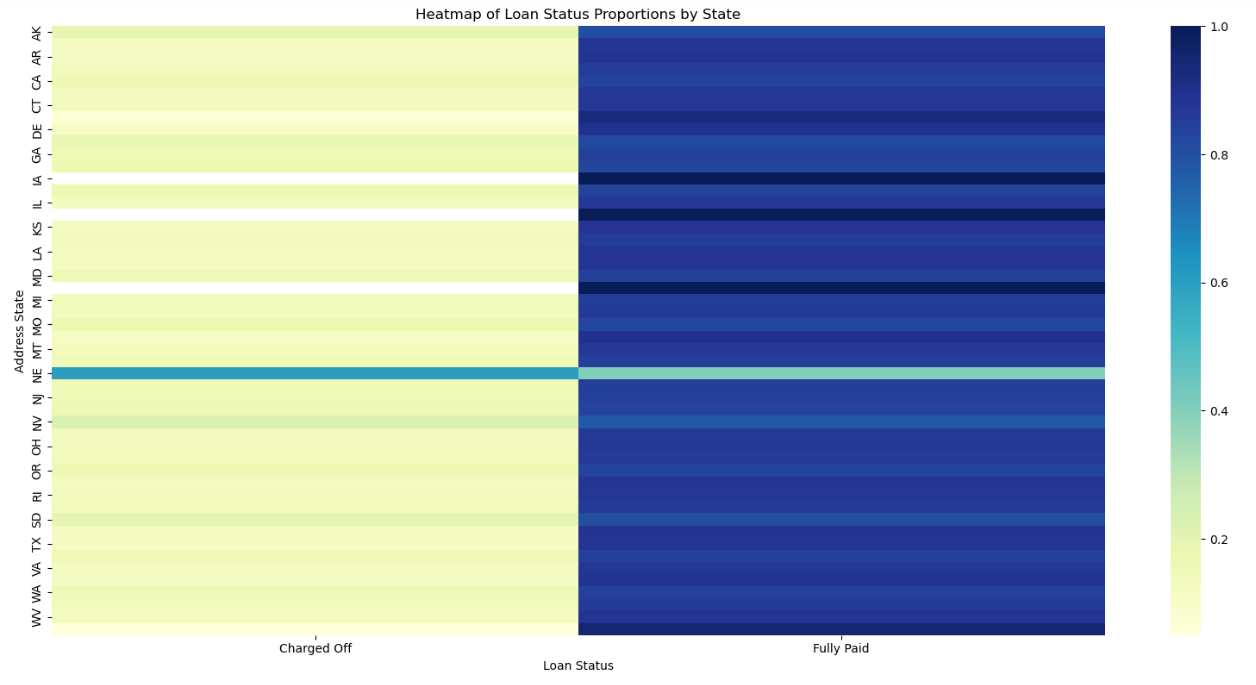 Heatmap of Loan Status Proportions by State
AK
AR
CA
CT
DE
GA
IA
IL
KS
LA
MD
MI
MO
MT
NE
NJ
NV
OH
OR
RI
SD
TX
VA
WA
WV
Address State
Charged Off
Fully Paid
Loan Status
1.0
0.8
0.6
0.4
0.2